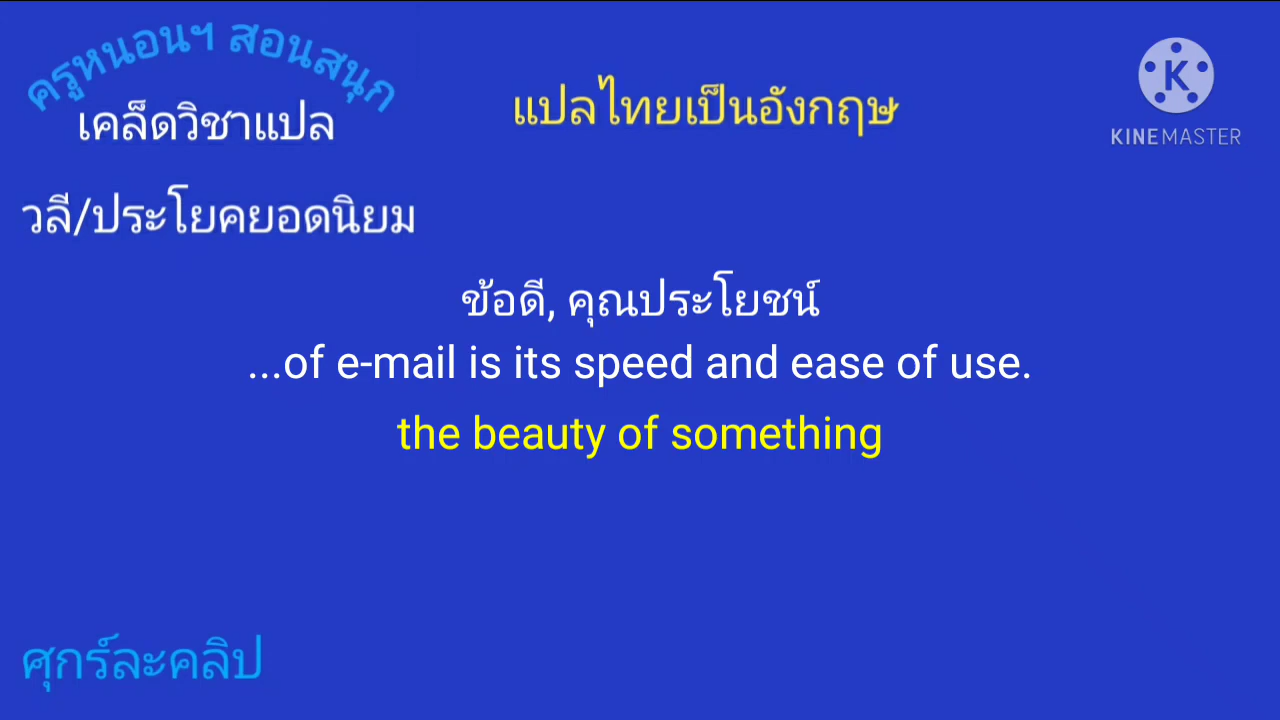 ครูหนอนฯ สอนสนุก
เคล็ดวิชาแปล
แปลไทยเป็นอังกฤษ
K
KINEMASTER
วลี/ประโยคยอดนิยม
ข้อดี, คุณประโยชน์
...of e-mail is its speed and ease of use.
the beauty of something
ศุกร์ละคลิป